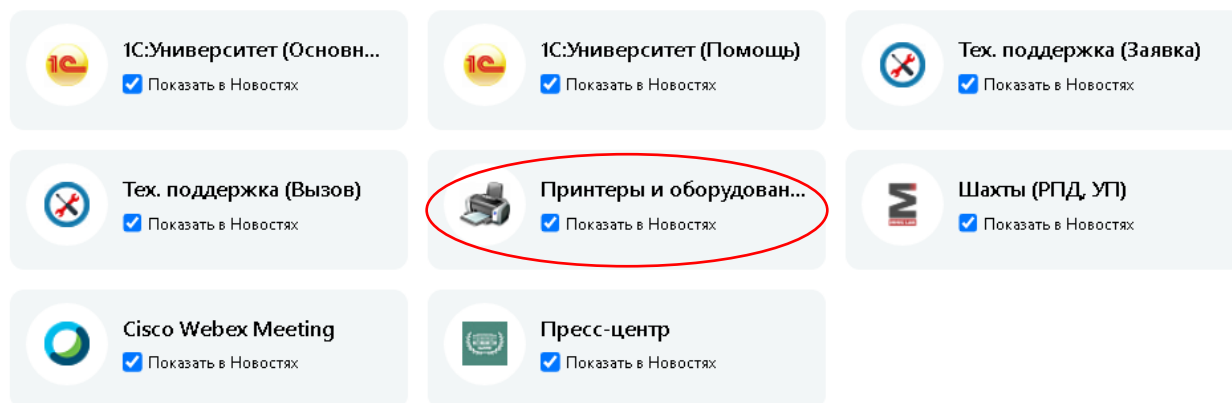 1С:Университет (Основн...
Показать в Новостях
1С:Университет (Помощь)
Показать в Новостях
Тех. поддержка (Заявка)
Показать в Новостях
Тех. поддержка (Вызов)
Показать в Новостях
Принтеры и оборудован...
Показать в Новостях
Шахты (РПД, УП)
Показать в Новостях
Cisco Webex Meeting
Показать в Новостях
Пресс-центр
Показать в Новостях